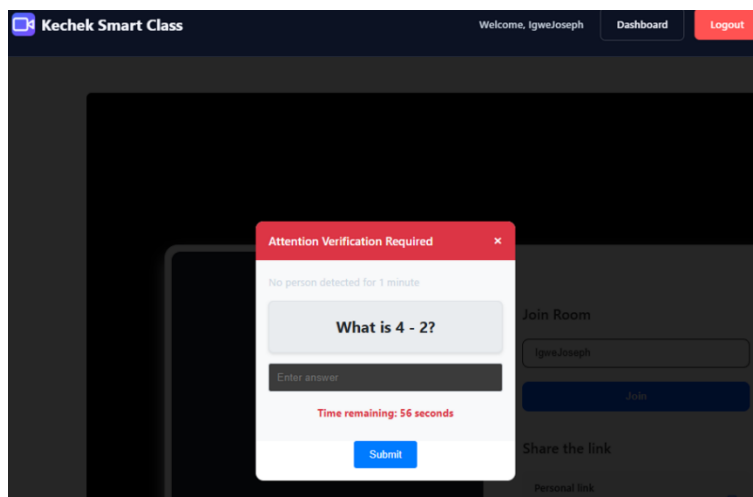 Kechek Smart Class
Welcome, IgweJoseph
Dashboard
Logout
Attention Verification Required ×
No person detected for 1 minute
What is 4 - 2?
Enter answer
Time remaining: 56 seconds
Submit
Join Room
IgweJoseph
Join
Share the link
Personal link